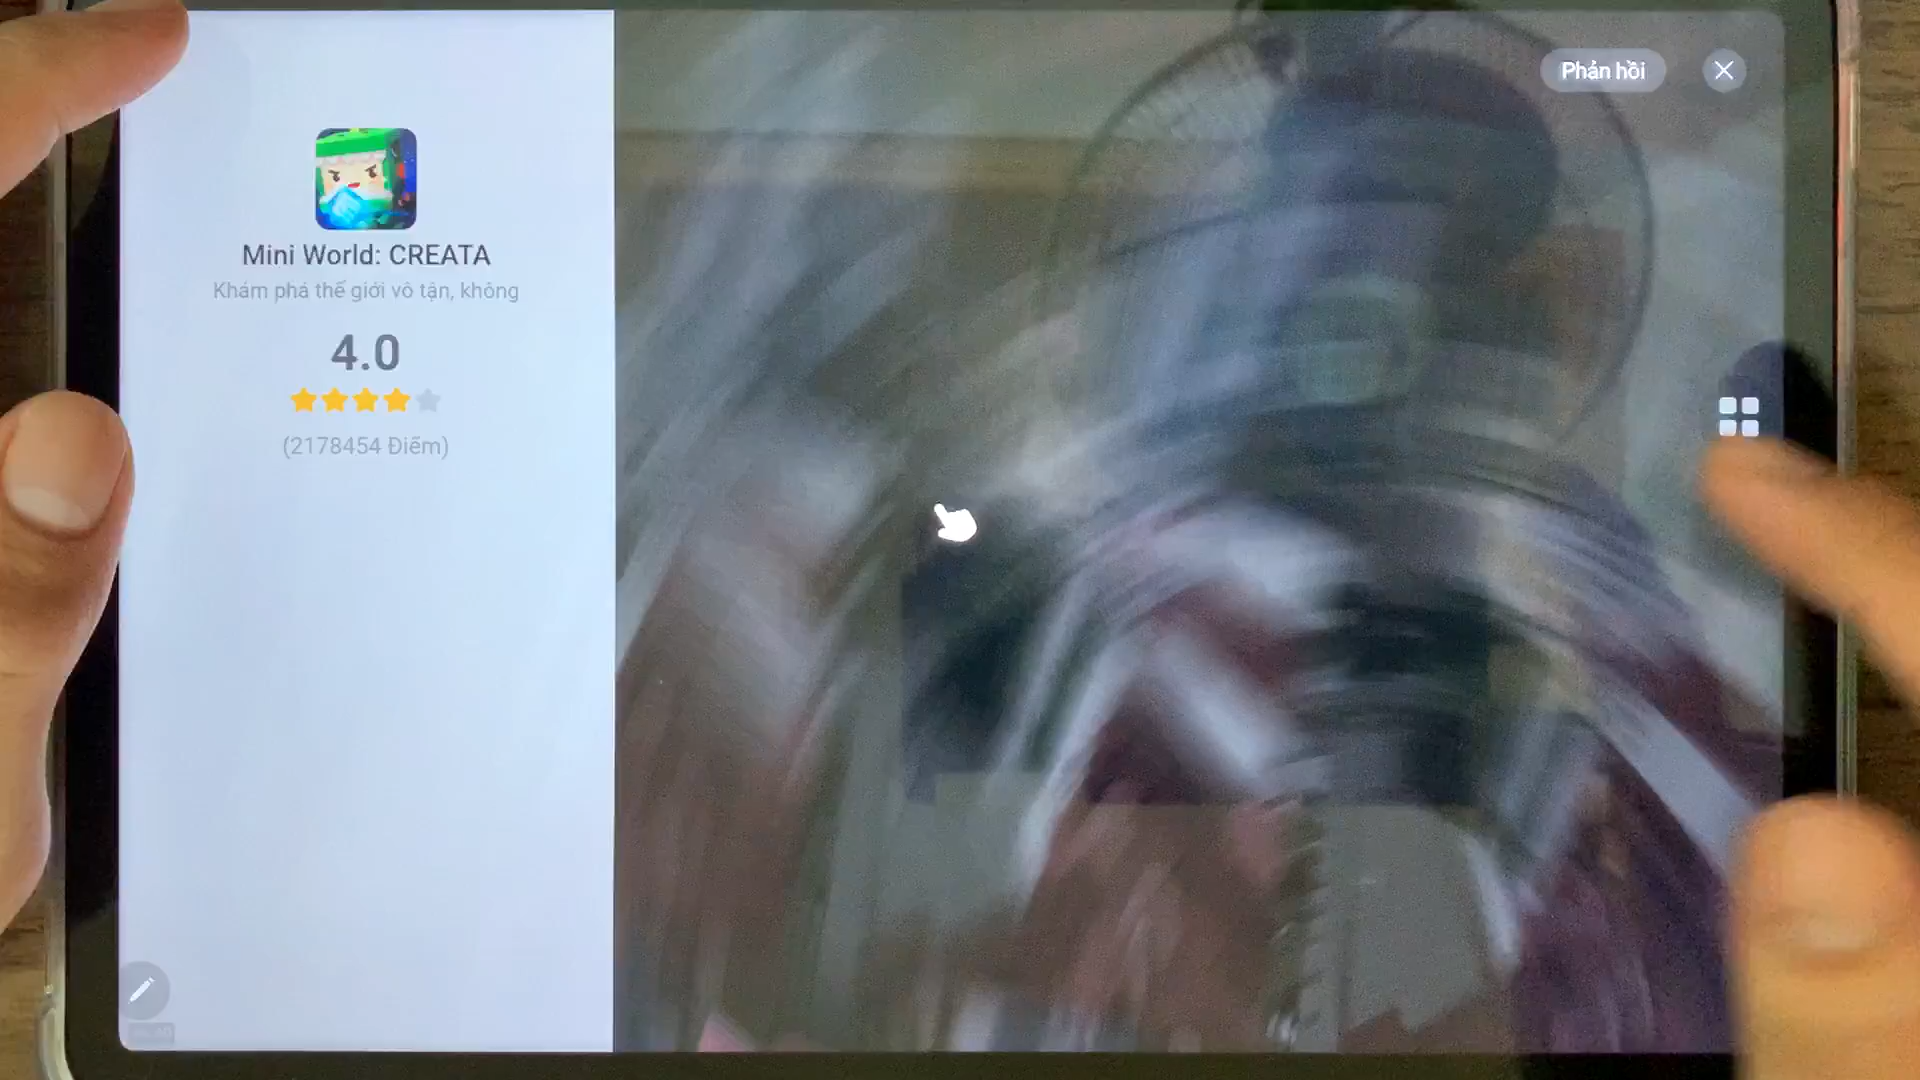 Phản hồi
Mini World: CREATA
Khám phá thế giới vô tận, không
4.0
(2178454 Điểm)